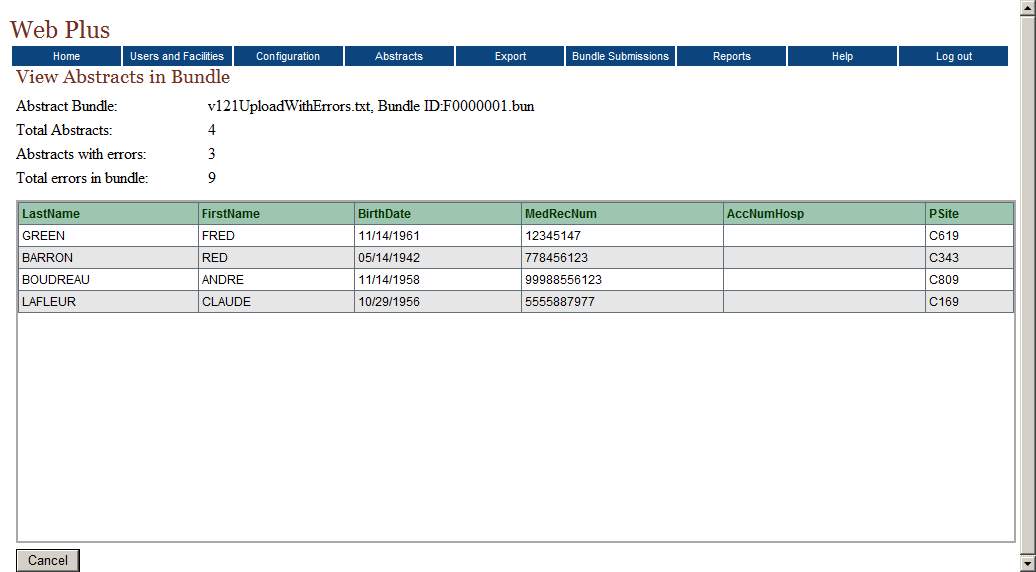 Web Plus
Home Users and Facilities Configuration Abstracts Export Bundle Submissions Reports Help Log out
View Abstracts in Bundle
Abstract Bundle: v121UploadWithErrors.txt, Bundle ID:F0000001.bun
Total Abstracts: 4
Abstracts with errors: 3
Total errors in bundle: 9
LastName FirstName BirthDate MedRecNum AccNumHosp PSite
GREEN FRED 11/14/1961 12345147 C619
BARRON RED 05/14/1942 778456123 C343
BOUDREAU ANDRE 11/14/1958 99988556123 C809
LAFLEUR CLAUDE 10/29/1956 5555887977 C169
Cancel